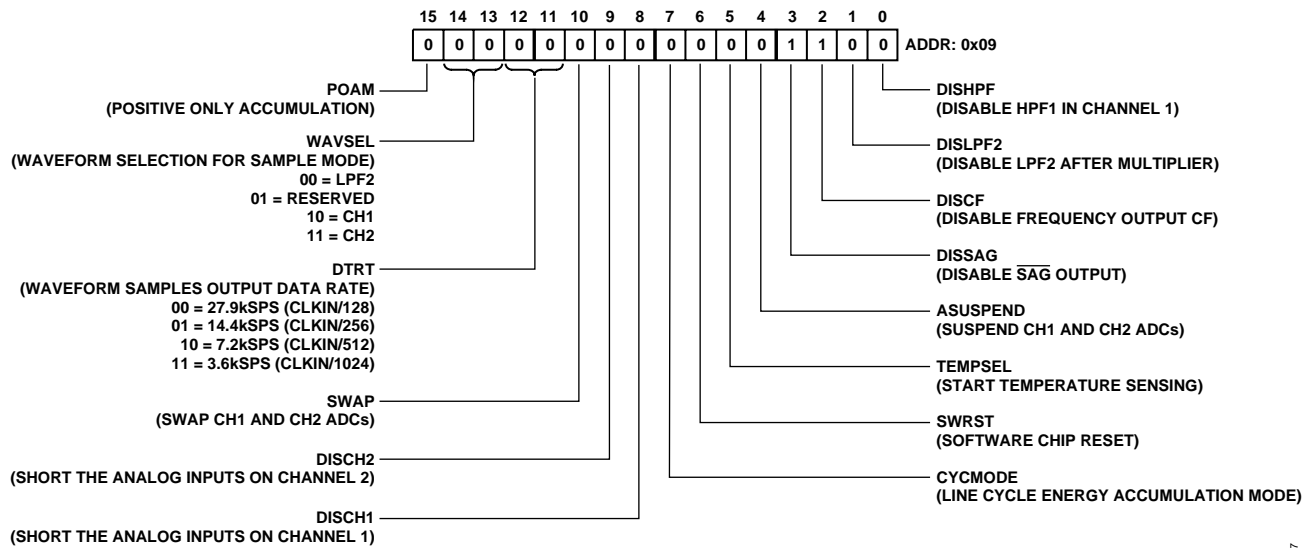 15 14 13 12 11 10 9 8 7 6 5 4 3 2 1 0
0 0 0 0 0 0 0 0 0 0 0 0 1 1 0 0 ADDR: 0x09
POAM
(POSITIVE ONLY ACCUMULATION)
WAVSEL
(WAVEFORM SELECTION FOR SAMPLE MODE)
00 = LPF2
01 = RESERVED
10 = CH1
11 = CH2
DTRT
(WAVEFORM SAMPLES OUTPUT DATA RATE)
00 = 27.9kSPS (CLKIN/128)
01 = 14.4kSPS (CLKIN/256)
10 = 7.2kSPS (CLKIN/512)
11 = 3.6kSPS (CLKIN/1024)
SWAP
(SWAP CH1 AND CH2 ADCs)
DISCH2
(SHORT THE ANALOG INPUTS ON CHANNEL 2)
DISCH1
(SHORT THE ANALOG INPUTS ON CHANNEL 1)
DISHPF
(DISABLE HPF1 IN CHANNEL 1)
DISLPF2
(DISABLE LPF2 AFTER MULTIPLIER)
DISCF
(DISABLE FREQUENCY OUTPUT CF)
DISSAG
(DISABLE SAG OUTPUT)
ASUSPEND
(SUSPEND CH1 AND CH2 ADCs)
TEMPSEL
(START TEMPERATURE SENSING)
SWRST
(SOFTWARE CHIP RESET)
CYCMODE
(LINE CYCLE ENERGY ACCUMULATION MODE)